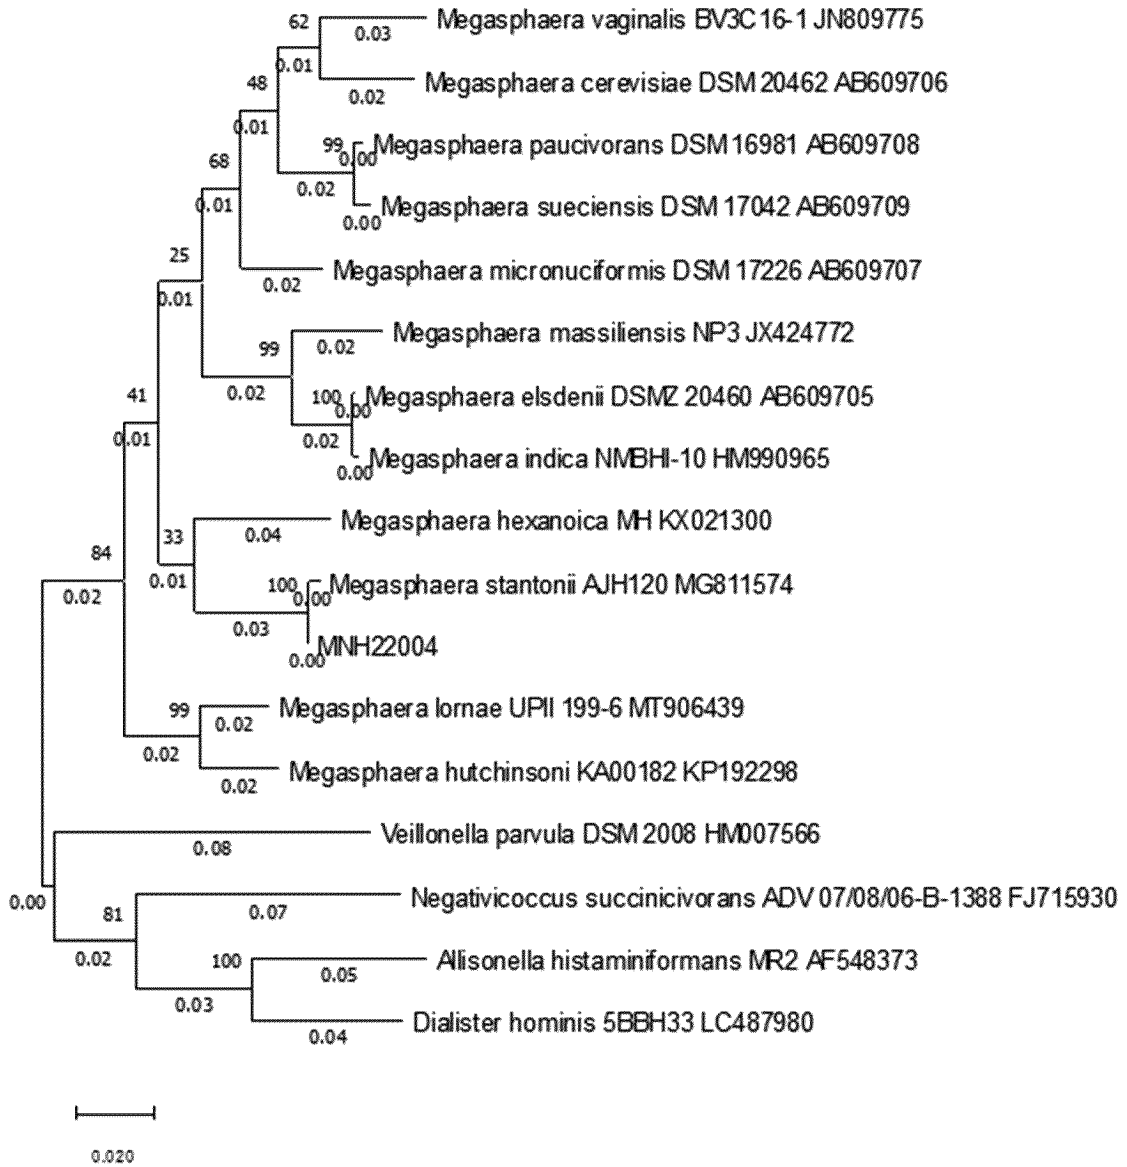 62
0.03
Megasphaera vaginalis BV3C16-1 JN809775
0.01
48
0.02
Megasphaera cerevisiae DSM 20462 AB609706
0.01
99
0.00
Megasphaera paucivorans DSM 16981 AB609708
68
0.02
0.01
0.00
Megasphaera sueciensis DSM 17042 AB609709
25
0.02
Megasphaera micronuciformis DSM 17226 AB609707
0.01
99
0.02
Megasphaera massiliensis NP3 JX424772
41
0.02
100
0.00
Megasphaera elsdenii DSMZ 20460 AB609705
0.01
0.02
0.00
Megasphaera indica NMBHI-10 HM990965
33
0.04
Megasphaera hexanoica MH KX021300
84
0.01
100
0.00
Megasphaera stantonii AJH120 MG811574
0.02
0.03
0.00
MNH22004
99
0.02
Megasphaera lornae UPII 199-6 MT906439
0.02
0.02
Megasphaera hutchinsoni KA00182 KP192298
0.08
Veillonella parvula DSM 2008 HM007566
0.00
81
0.07
Negativicoccus succinicivorans ADV 07/08/06-B-1388 FJ715930
0.02
100
0.05
Allisonella histaminiformans MR2 AF548373
0.03
0.04
Dialister hominis 5BBH33 LC487980
0.020